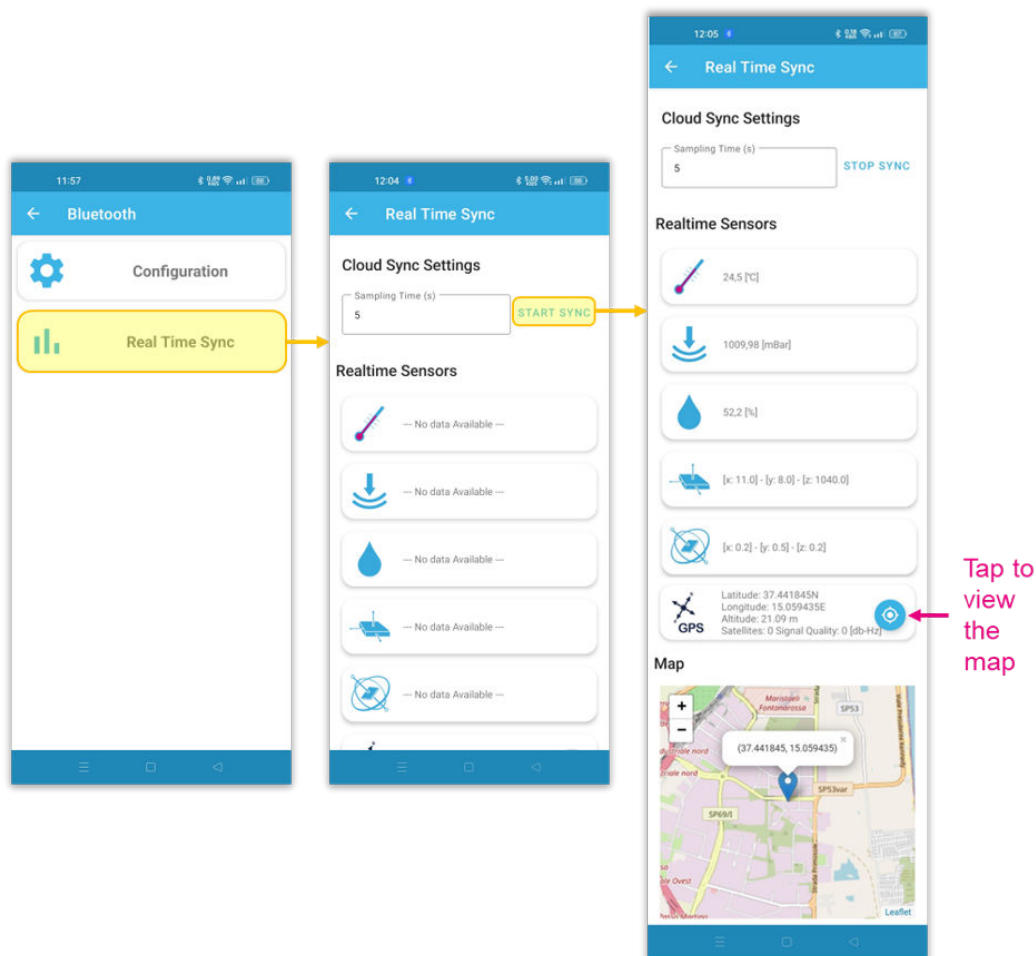 11:57
Bluetooth
Configuration
Real Time Sync
12:04
Real Time Sync
Cloud Sync Settings
Sampling Time (s)
5
START SYNC
Realtime Sensors
--- No data Available ---
--- No data Available ---
--- No data Available ---
--- No data Available ---
--- No data Available ---
12:05
Real Time Sync
Cloud Sync Settings
Sampling Time (s)
5
STOP SYNC
Realtime Sensors
24,5 [°C]
1009,98 [mBar]
52,2 [%]
[x: 11.0] - [y: 8.0] - [z: 1040.0]
[x: 0.2] - [y: 0.5] - [z: 0.2]
GPS
Latitude: 37.441845N
Longitude: 15.059435E
Altitude: 21.09 m
Satellites: 0 Signal Quality: 0 [db-Hz]
Tap to
view
the
map
Map
+
−
Fontanarossa
SP53
(37.441845, 15.059435)
×
SP53var
SP69/I
Leaflet